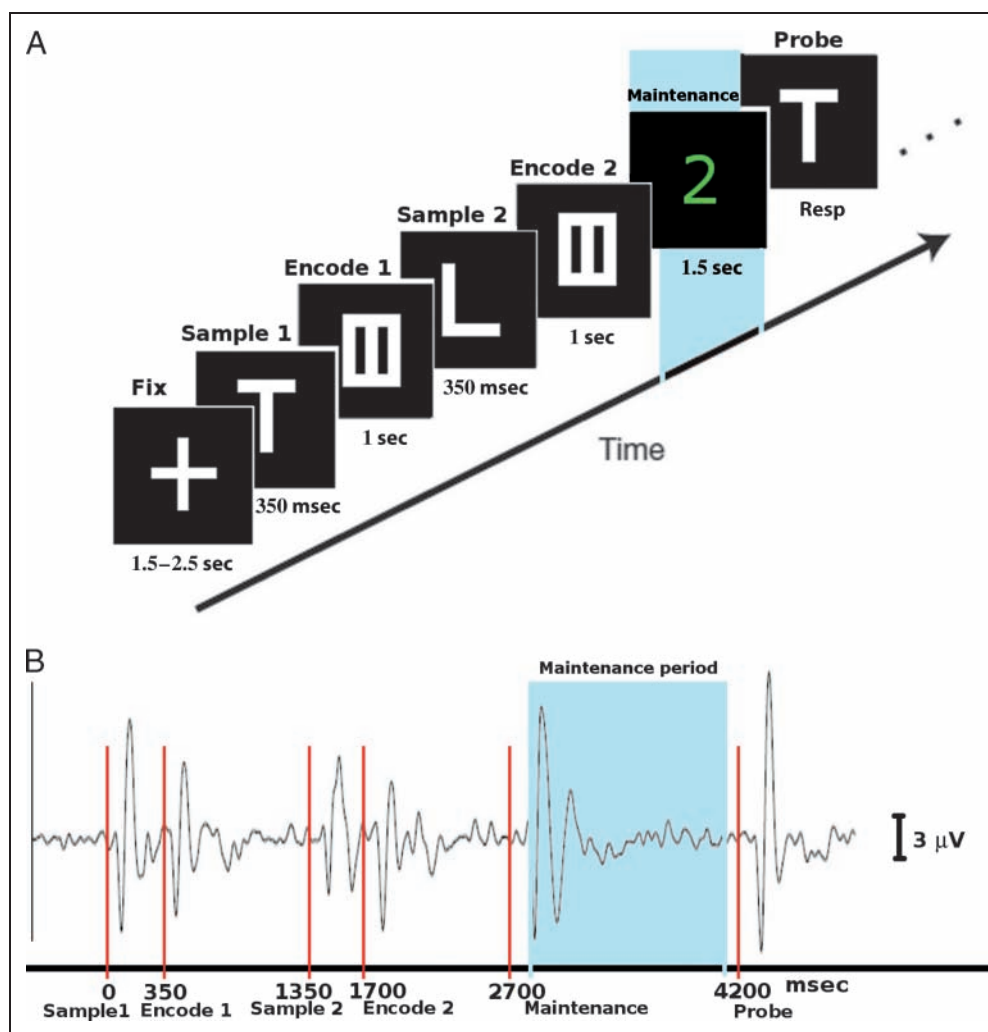 A
Probe
Maintenance
T
2
Encode 2
Resp
Sample 2
1.5 sec
Encode 1
L
1 sec
Sample 1
350 msec
Fix
T
1 sec
Time
350 msec
1.5–2.5 sec
B
Maintenance period
3 μV
0 350 1350 1700 2700 4200 msec
Sample1 Encode 1 Sample 2 Encode 2 Maintenance Probe